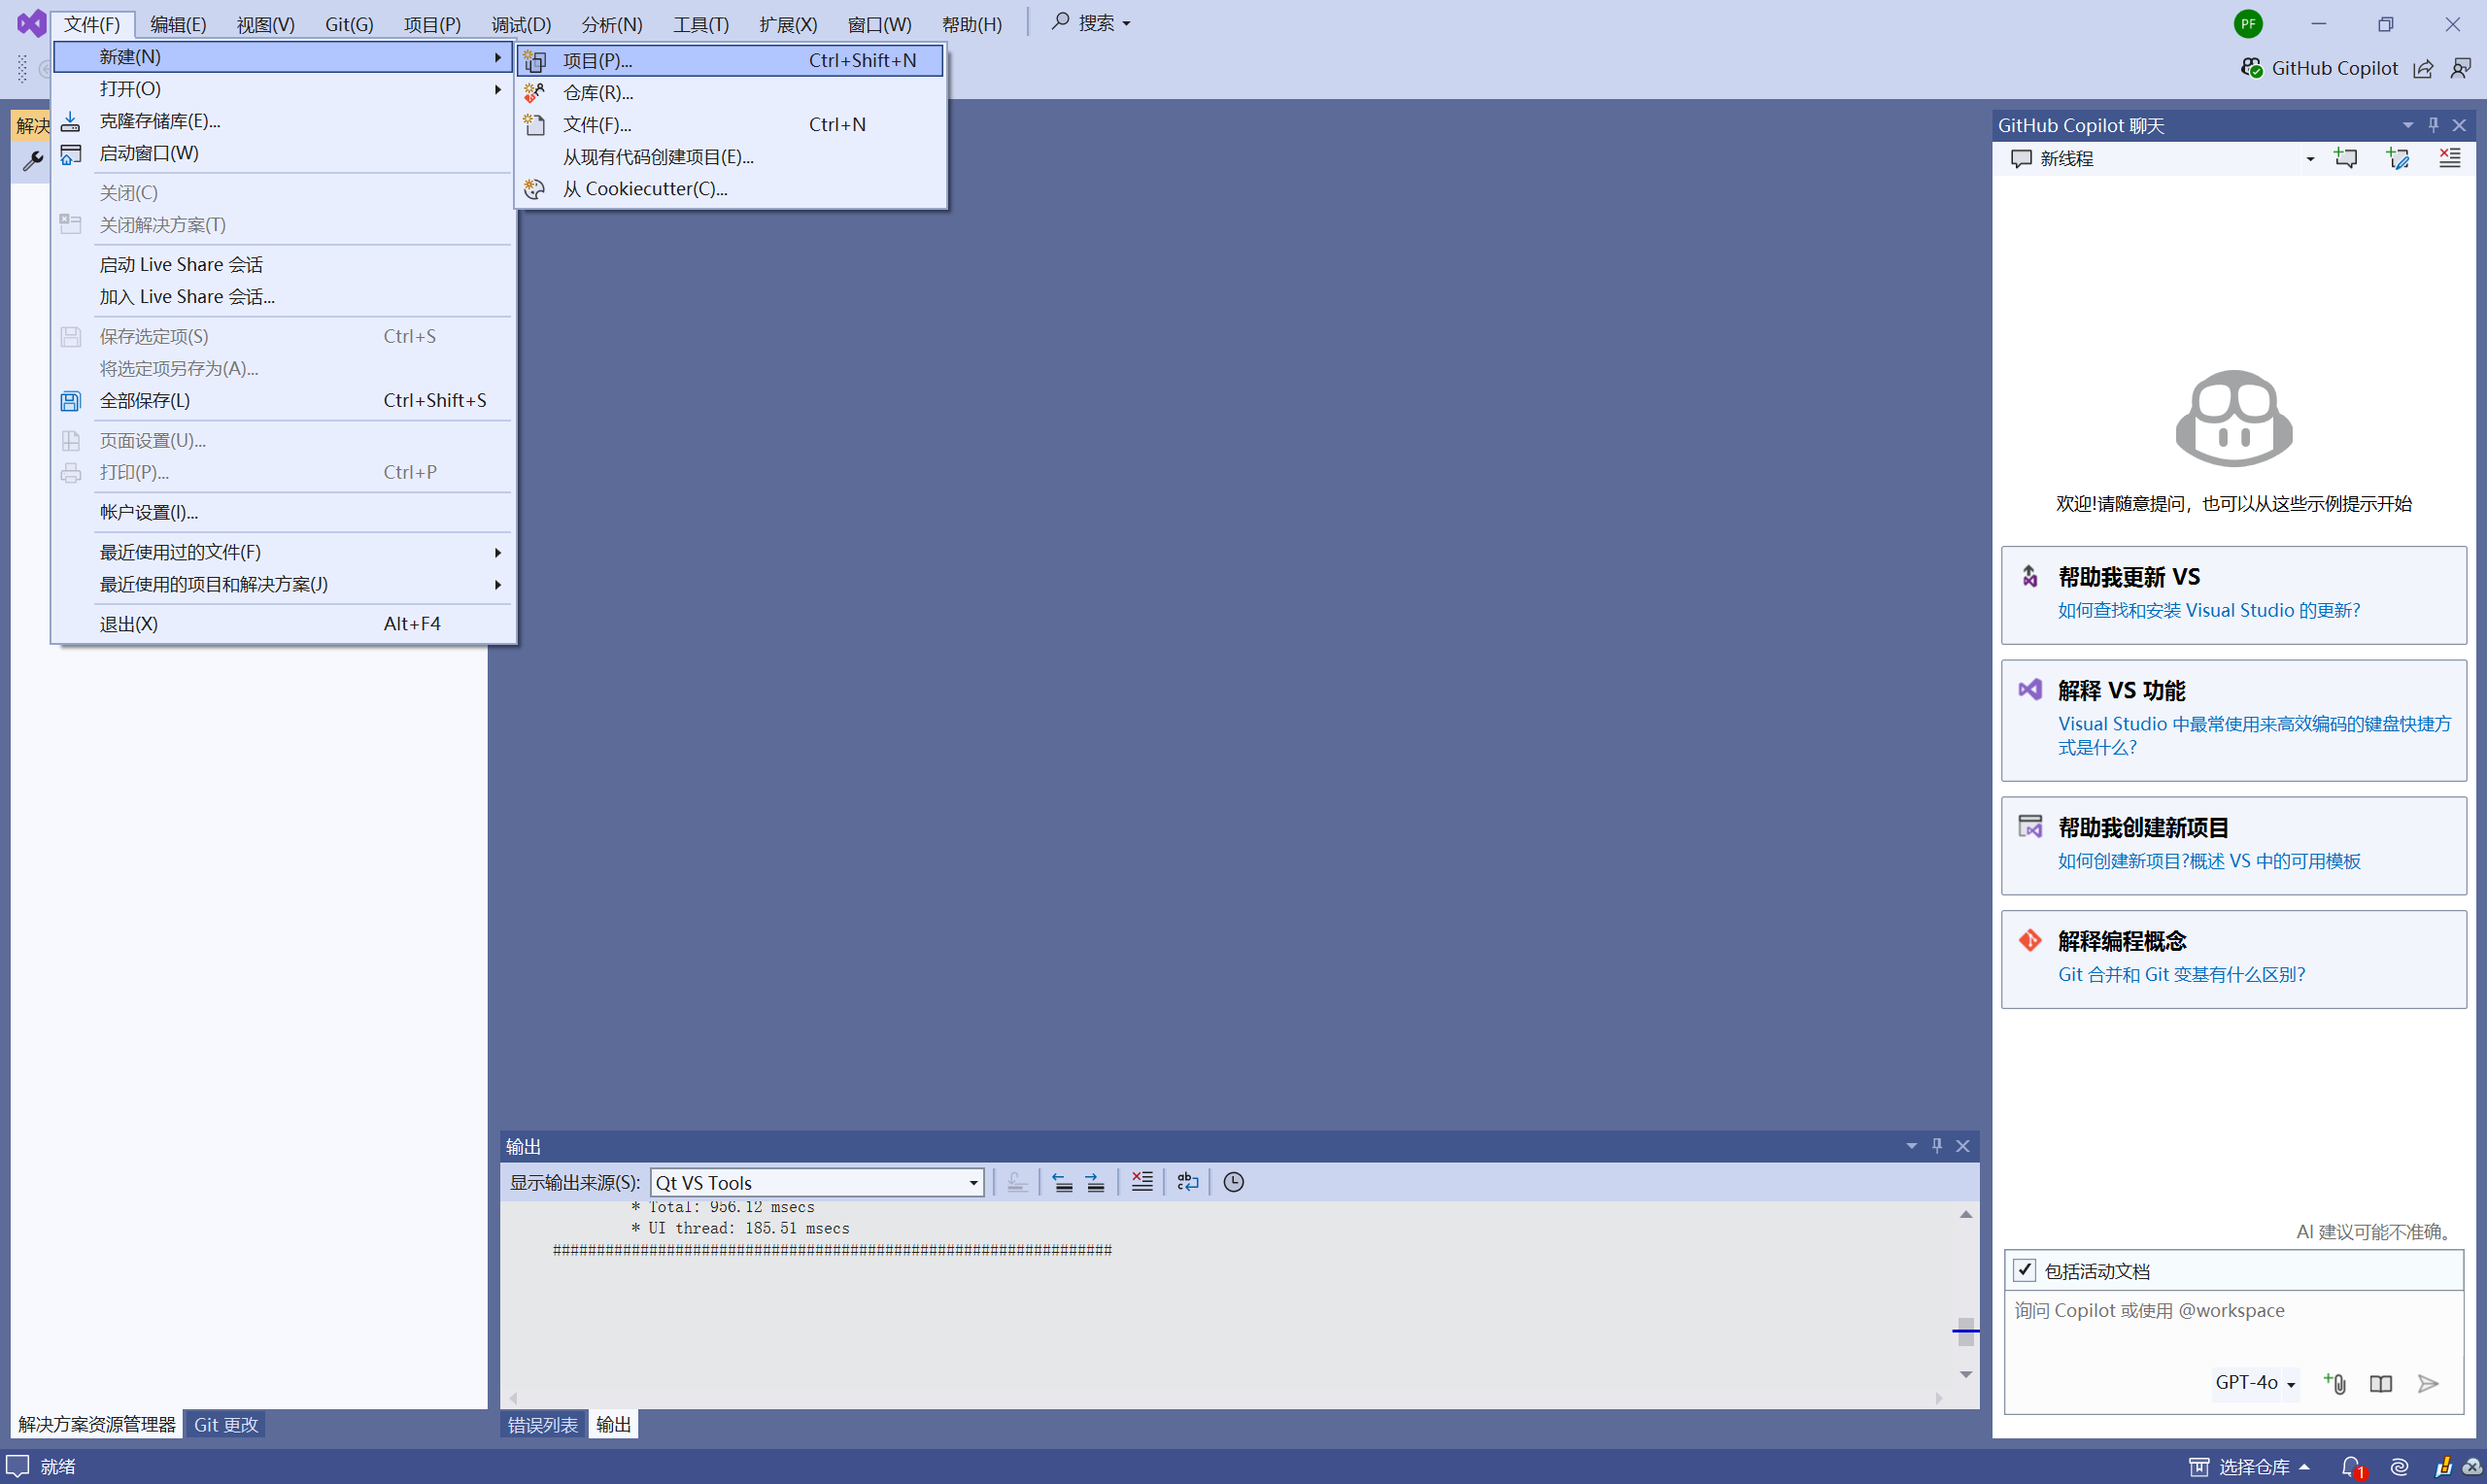 文件(F) 编辑(E) 视图(V) Git(G) 项目(P) 调试(D) 分析(N) 工具(T) 扩展(X) 窗口(W) 帮助(H) 搜索
PF
GitHub Copilot
新建(N)
打开(O)
克隆存储库(E)...
启动窗口(W)
关闭(C)
关闭解决方案(T)
启动 Live Share 会话
加入 Live Share 会话...
保存选定项(S) Ctrl+S
将选定项另存为(A)...
全部保存(L) Ctrl+Shift+S
页面设置(U)...
打印(P)... Ctrl+P
帐户设置(I)...
最近使用过的文件(F)
最近使用的项目和解决方案(J)
退出(X) Alt+F4
项目(P)... Ctrl+Shift+N
仓库(R)...
文件(F)... Ctrl+N
从现有代码创建项目(E)...
从 Cookiecutter(C)...
解决
解决方案资源管理器 Git 更改
输出
显示输出来源(S): Qt VS Tools
* Total: 956.12 msecs
* UI thread: 185.51 msecs
################################################################
错误列表 输出
GitHub Copilot 聊天
新线程
欢迎!请随意提问，也可以从这些示例提示开始
帮助我更新 VS
如何查找和安装 Visual Studio 的更新?
解释 VS 功能
Visual Studio 中最常使用来高效编码的键盘快捷方
式是什么?
帮助我创建新项目
如何创建新项目?概述 VS 中的可用模板
解释编程概念
Git 合并和 Git 变基有什么区别?
AI 建议可能不准确。
包括活动文档
询问 Copilot 或使用 @workspace
GPT-4o
就绪
选择仓库
1